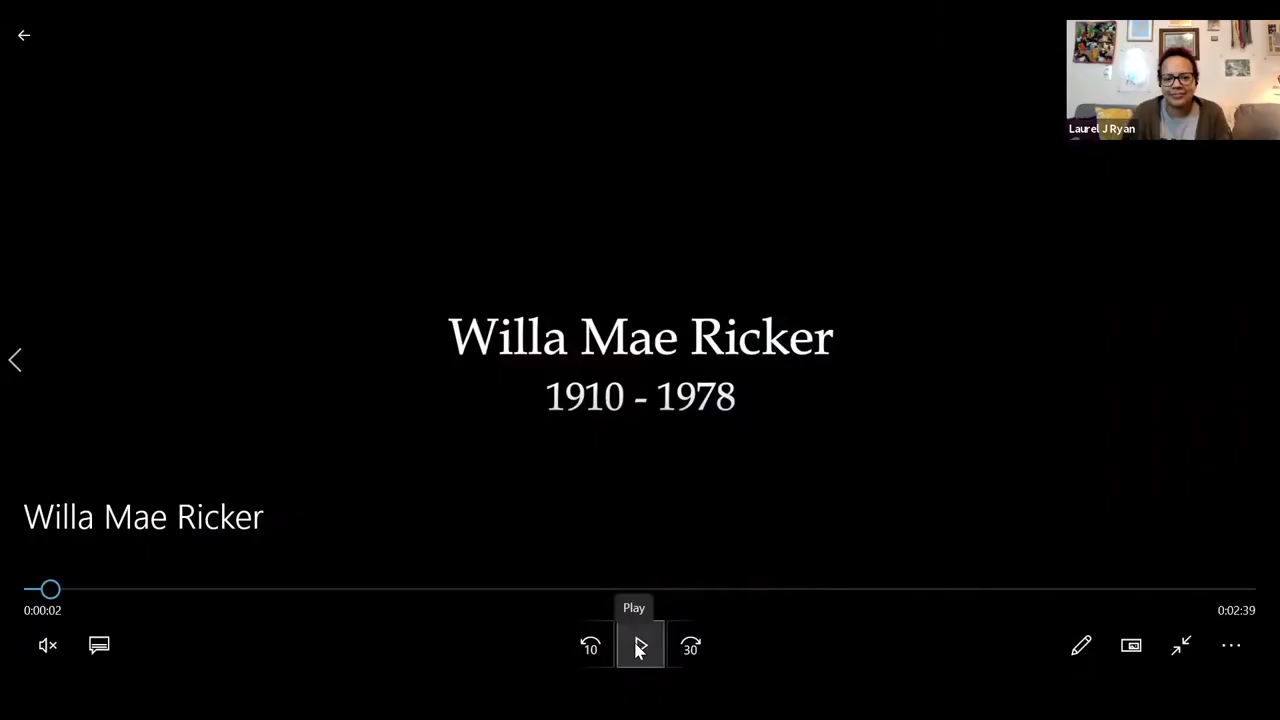 Laurel J Ryan
Willa Mae Ricker
1910 - 1978
Willa Mae Ricker
0:00:02
0:02:39
Play
10
30